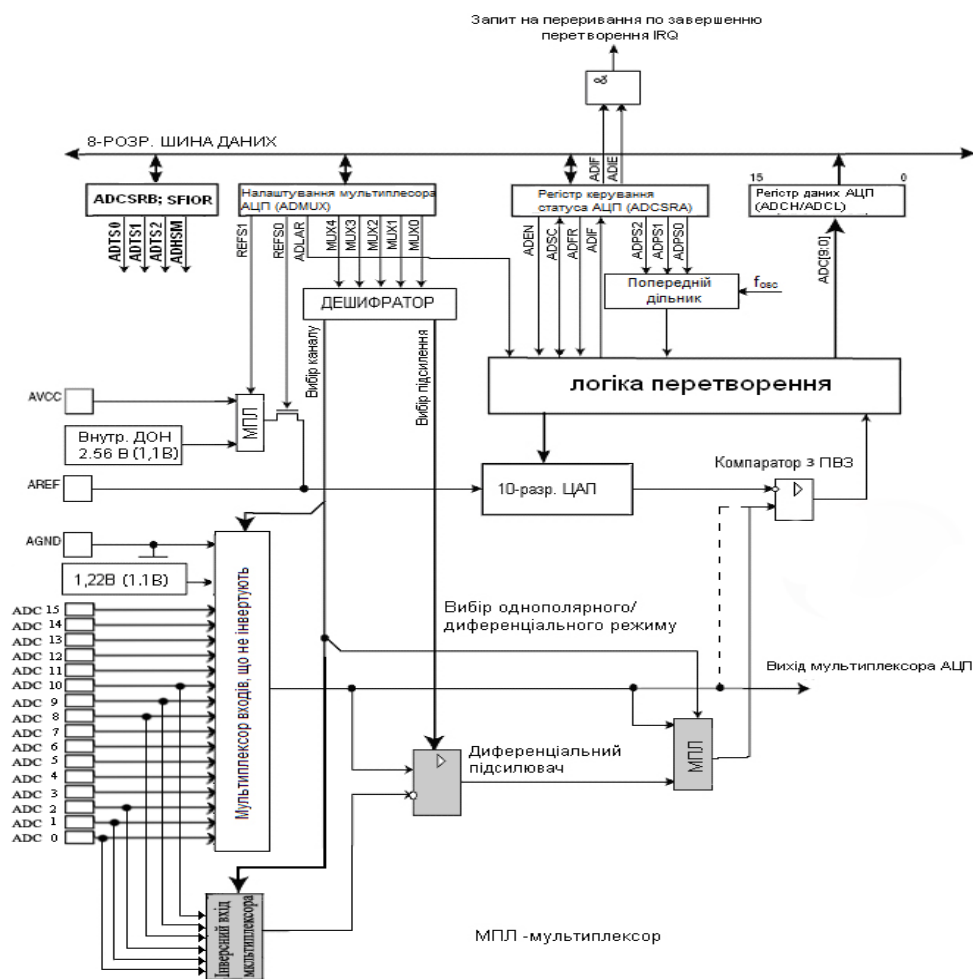 Запит на переривання по завершенню
перетворення IRQ
&
8-РОЗР. ШИНА ДАНИХ
ADIF
ADIE
15
0
ADCSRB; SFIOR
Налаштування мультиплесора
АЦП (ADMUX)
Регістр керування
статуса АЦП (ADCSRA)
Регістр даних АЦП
(ADCH/ADCL)
ADTS0
ADTS1
ADTS2
ADHSM
REFS1
REFS0
ADLAR
MUX4
MUX3
MUX2
MUX1
MUX0
ADEN
ADSC
ADFR
ADIF
ADPS2
ADPS1
ADPS0
ADC[9:0]
ДЕШИФРАТОР
Попередній
дільник
fosc
Вибір каналу
Вибір підсилення
логіка перетворення
AVCC
МПЛ
Внутр. ДОН
2.56 В (1,1В)
AREF
10-разр. ЦАП
Компаратор з ПВЗ
AGND
1,22В (1.1В)
Мультиплексор входів, що не інвертують
ADC 15
ADC 14
ADC 13
ADC 12
ADC 11
ADC 10
ADC 9
ADC 8
ADC 7
ADC 6
ADC 5
ADC 4
ADC 3
ADC 2
ADC 1
ADC 0
Вибір однополярного/
диференціального режиму
Вихід мультиплексора АЦП
Диференціальний
підсилювач
МПЛ
Інверсний вхід
мкльтиплексора
МПЛ -мультиплексор